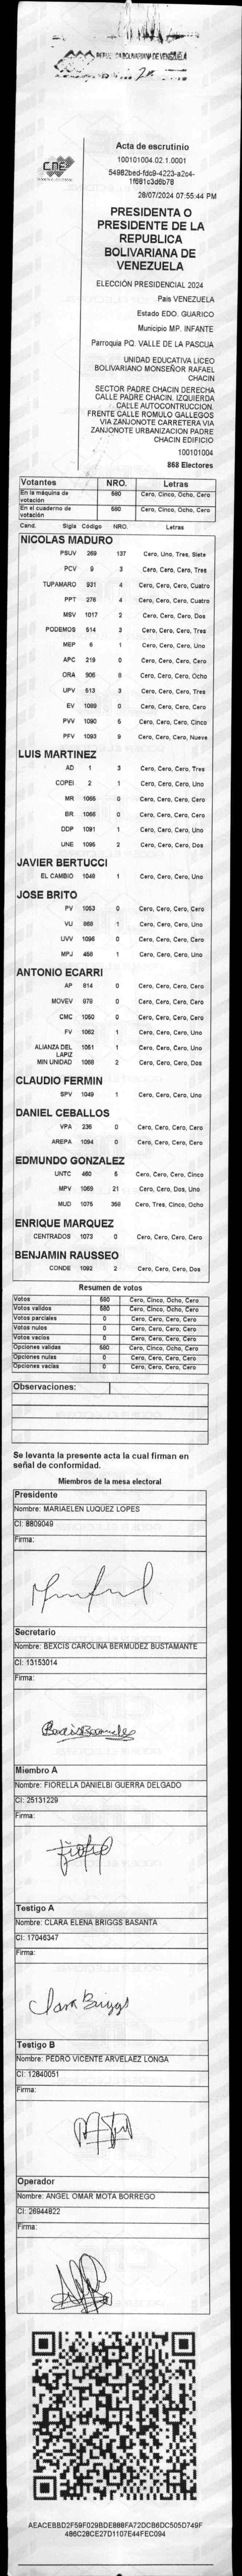 REPUBLICA BOLIVARIANA DE VENEZUELA
CNE
Acta de escrutinio
100101004.02.1.0001
54982bed-fdc9-4223-a2c4-
1f681c3d6b78
28/07/2024 07:55:44 PM
PRESIDENTA O
PRESIDENTE DE LA
REPUBLICA
BOLIVARIANA DE
VENEZUELA
ELECCIÓN PRESIDENCIAL 2024
Pais VENEZUELA
Estado EDO. GUARICO
Municipio MP. INFANTE
Parroquia PQ. VALLE DE LA PASCUA
UNIDAD EDUCATIVA LICEO
BOLIVARIANO MONSEÑOR RAFAEL
CHACIN
SECTOR PADRE CHACIN DERECHA
CALLE PADRE CHACIN. IZQUIERDA
CALLE AUTOCONTRUCCION.
FRENTE CALLE ROMULO GALLEGOS
VIA ZANJONOTE CARRETERA VIA
ZANJONOTE URBANIZACION PADRE
CHACIN EDIFICIO
100101004
868 Electores
Votantes NRO. Letras
En la máquina de votación 580 Cero, Cinco, Ocho, Cero
En el cuaderno de votación 580 Cero, Cinco, Ocho, Cero
Cand. Sigla Código NRO. Letras
NICOLAS MADURO
PSUV 269 137 Cero, Uno, Tres, Siete
PCV 9 3 Cero, Cero, Cero, Tres
TUPAMARO 931 4 Cero, Cero, Cero, Cuatro
PPT 276 4 Cero, Cero, Cero, Cuatro
MSV 1017 2 Cero, Cero, Cero, Dos
PODEMOS 514 3 Cero, Cero, Cero, Tres
MEP 6 1 Cero, Cero, Cero, Uno
APC 219 0 Cero, Cero, Cero, Cero
ORA 906 8 Cero, Cero, Cero, Ocho
UPV 513 3 Cero, Cero, Cero, Tres
EV 1089 0 Cero, Cero, Cero, Cero
PVV 1090 5 Cero, Cero, Cero, Cinco
PFV 1093 9 Cero, Cero, Cero, Nueve
LUIS MARTINEZ
AD 1 3 Cero, Cero, Cero, Tres
COPEI 2 1 Cero, Cero, Cero, Uno
MR 1065 0 Cero, Cero, Cero, Cero
BR 1066 0 Cero, Cero, Cero, Cero
DDP 1091 1 Cero, Cero, Cero, Uno
UNE 1095 2 Cero, Cero, Cero, Dos
JAVIER BERTUCCI
EL CAMBIO 1048 1 Cero, Cero, Cero, Uno
JOSE BRITO
PV 1053 0 Cero, Cero, Cero, Cero
VU 868 1 Cero, Cero, Cero, Uno
UVV 1096 0 Cero, Cero, Cero, Cero
MPJ 458 1 Cero, Cero, Cero, Uno
ANTONIO ECARRI
AP 814 0 Cero, Cero, Cero, Cero
MOVEV 978 0 Cero, Cero, Cero, Cero
CMC 1050 0 Cero, Cero, Cero, Cero
FV 1062 1 Cero, Cero, Cero, Uno
ALIANZA DEL LAPIZ 1051 1 Cero, Cero, Cero, Uno
MIN UNIDAD 1068 2 Cero, Cero, Cero, Dos
CLAUDIO FERMIN
SPV 1049 1 Cero, Cero, Cero, Uno
DANIEL CEBALLOS
VPA 236 0 Cero, Cero, Cero, Cero
AREPA 1094 0 Cero, Cero, Cero, Cero
EDMUNDO GONZALEZ
UNTC 460 5 Cero, Cero, Cero, Cinco
MPV 1069 21 Cero, Cero, Dos, Uno
MUD 1075 358 Cero, Tres, Cinco, Ocho
ENRIQUE MARQUEZ
CENTRADOS 1073 0 Cero, Cero, Cero, Cero
BENJAMIN RAUSSEO
CONDE 1092 2 Cero, Cero, Cero, Dos
Resumen de votos
Votos 580 Cero, Cinco, Ocho, Cero
Votos validos 580 Cero, Cinco, Ocho, Cero
Votos parciales 0 Cero, Cero, Cero, Cero
Votos nulos 0 Cero, Cero, Cero, Cero
Votos vacios 0 Cero, Cero, Cero, Cero
Opciones validas 580 Cero, Cinco, Ocho, Cero
Opciones nulas 0 Cero, Cero, Cero, Cero
Opciones vacias 0 Cero, Cero, Cero, Cero
Observaciones:
Se levanta la presente acta la cual firman en
señal de conformidad.
Miembros de la mesa electoral
Presidente
Nombre: MARIAELEN LUQUEZ LOPES
CI: 8809049
Firma:
Secretario
Nombre: BEXCIS CAROLINA BERMUDEZ BUSTAMANTE
CI: 13153014
Firma:
Miembro A
Nombre: FIORELLA DANIELBI GUERRA DELGADO
CI: 25131229
Firma:
Testigo A
Nombre: CLARA ELENA BRIGGS BASANTA
CI: 17046347
Firma:
Clara Briggs
Testigo B
Nombre: PEDRO VICENTE ARVELAEZ LONGA
CI: 12840051
Firma:
Operador
Nombre: ANGEL OMAR MOTA BORREGO
CI: 26944822
Firma:
AEACEBBD2F59F029BDEB88FA72DCB6DC505D749F
486C28CE27D1107E44FEC094